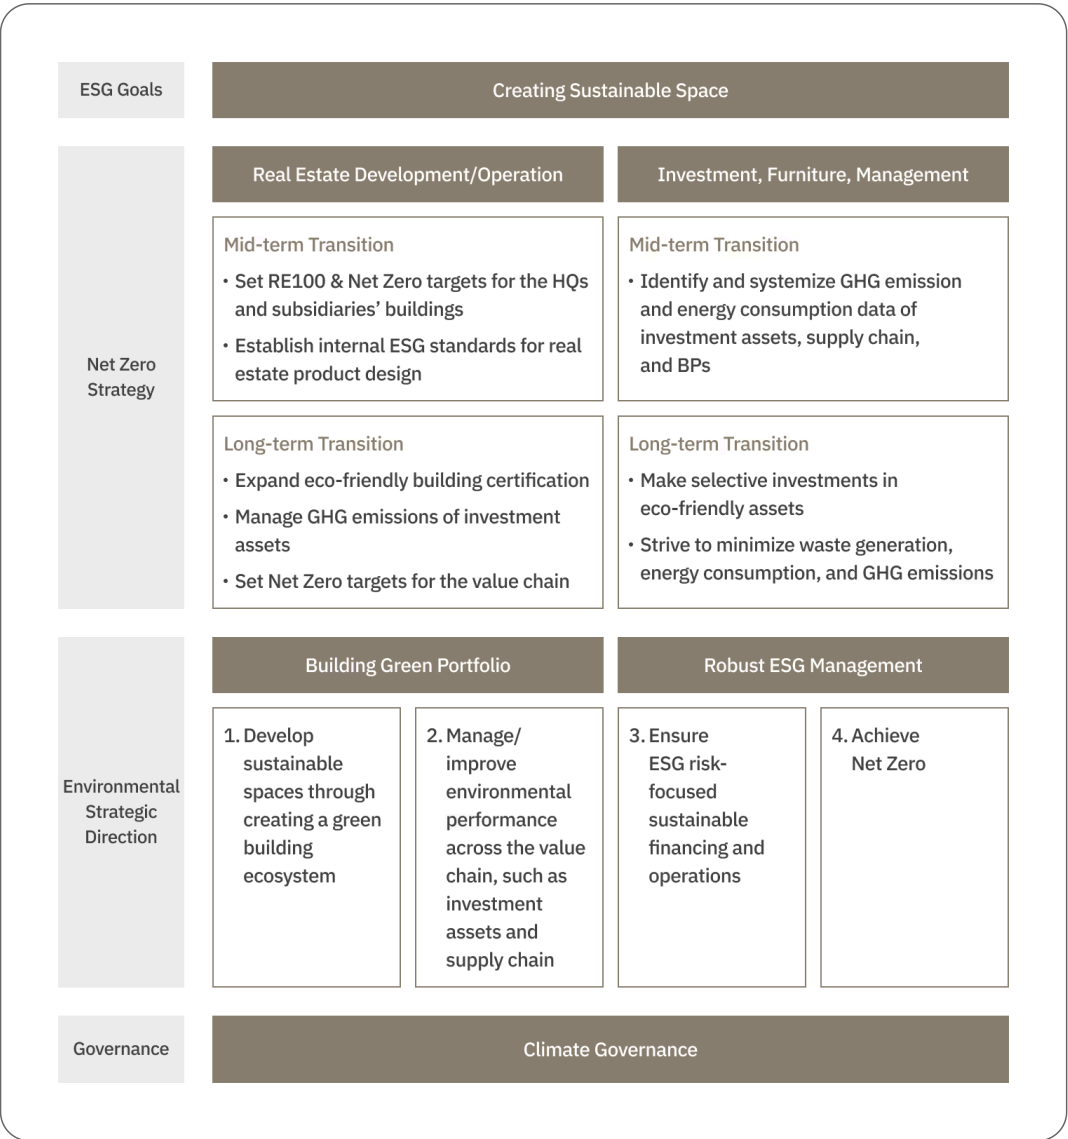 ESG Goals
Creating Sustainable Space
Net Zero
Strategy
Real Estate Development/Operation
Mid-term Transition
• Set RE100 & Net Zero targets for the HQs
and subsidiaries’ buildings
• Establish internal ESG standards for real
estate product design
Long-term Transition
• Expand eco-friendly building certification
• Manage GHG emissions of investment
assets
• Set Net Zero targets for the value chain
Investment, Furniture, Management
Mid-term Transition
• Identify and systemize GHG emission
and energy consumption data of
investment assets, supply chain,
and BPs
Long-term Transition
• Make selective investments in
eco-friendly assets
• Strive to minimize waste generation,
energy consumption, and GHG emissions
Environmental
Strategic
Direction
Building Green Portfolio
1. Develop
sustainable
spaces through
creating a green
building
ecosystem
2. Manage/
improve
environmental
performance
across the value
chain, such as
investment
assets and
supply chain
Robust ESG Management
3. Ensure
ESG risk-
focused
sustainable
financing and
operations
4. Achieve
Net Zero
Governance
Climate Governance